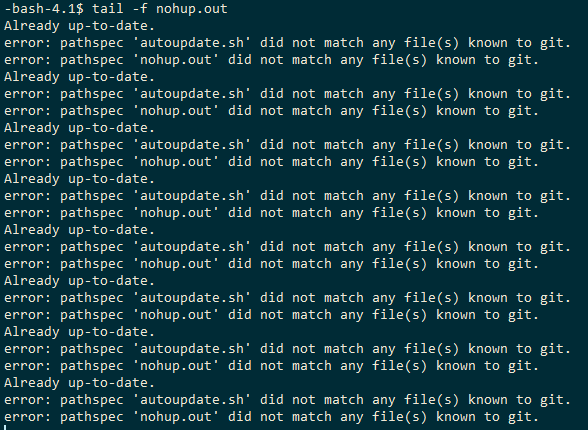 -bash-4.1$ tail -f nohup.out
Already up-to-date.
error: pathspec 'autoupdate.sh' did not match any file(s) known to git.
error: pathspec 'nohup.out' did not match any file(s) known to git.
Already up-to-date.
error: pathspec 'autoupdate.sh' did not match any file(s) known to git.
error: pathspec 'nohup.out' did not match any file(s) known to git.
Already up-to-date.
error: pathspec 'autoupdate.sh' did not match any file(s) known to git.
error: pathspec 'nohup.out' did not match any file(s) known to git.
Already up-to-date.
error: pathspec 'autoupdate.sh' did not match any file(s) known to git.
error: pathspec 'nohup.out' did not match any file(s) known to git.
Already up-to-date.
error: pathspec 'autoupdate.sh' did not match any file(s) known to git.
error: pathspec 'nohup.out' did not match any file(s) known to git.
Already up-to-date.
error: pathspec 'autoupdate.sh' did not match any file(s) known to git.
error: pathspec 'nohup.out' did not match any file(s) known to git.
Already up-to-date.
error: pathspec 'autoupdate.sh' did not match any file(s) known to git.
error: pathspec 'nohup.out' did not match any file(s) known to git.
Already up-to-date.
error: pathspec 'autoupdate.sh' did not match any file(s) known to git.
error: pathspec 'nohup.out' did not match any file(s) known to git.